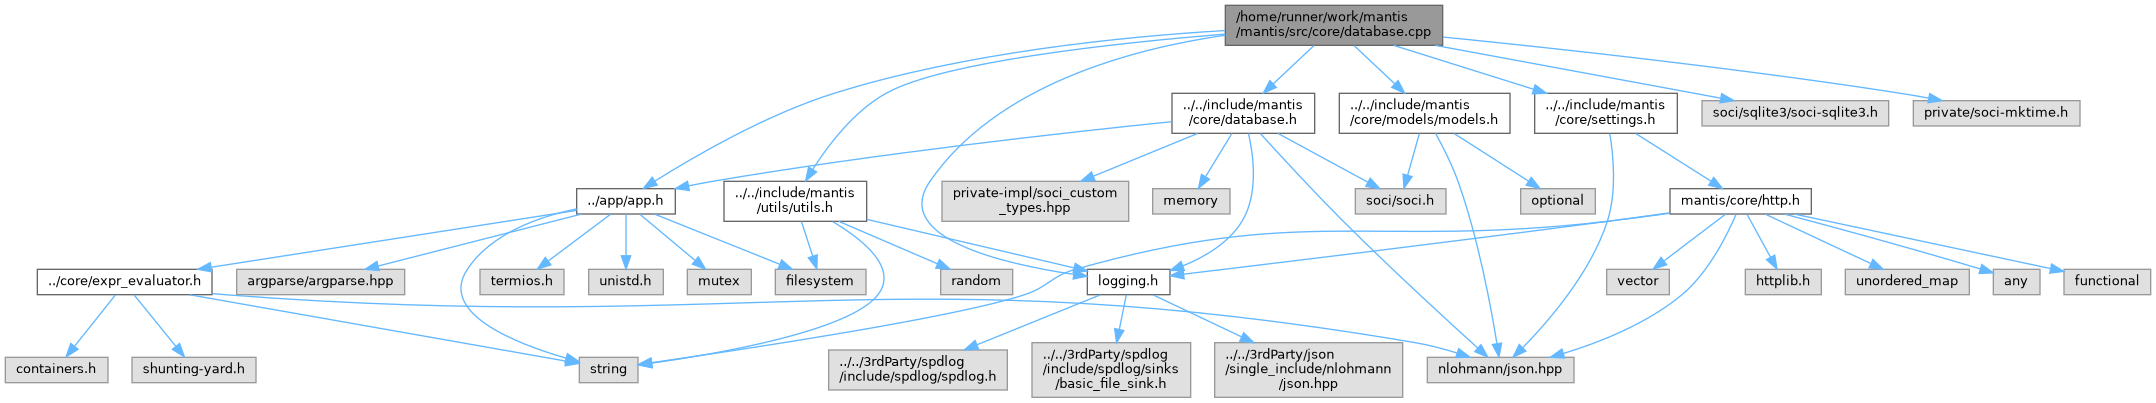 /home/runner/work/mantis
/mantis/src/core/database.cpp
../../include/mantis
/core/database.h
../../include/mantis
/core/models/models.h
../../include/mantis
/core/settings.h
soci/sqlite3/soci-sqlite3.h
private/soci-mktime.h
../app/app.h
../../include/mantis
/utils/utils.h
private-impl/soci_custom
_types.hpp
memory
soci/soci.h
optional
mantis/core/http.h
../core/expr_evaluator.h
argparse/argparse.hpp
termios.h
unistd.h
mutex
filesystem
random
logging.h
vector
httplib.h
unordered_map
any
functional
containers.h
shunting-yard.h
string
../../3rdParty/spdlog
/include/spdlog/spdlog.h
../../3rdParty/spdlog
/include/spdlog/sinks
/basic_file_sink.h
../../3rdParty/json
/single_include/nlohmann
/json.hpp
nlohmann/json.hpp